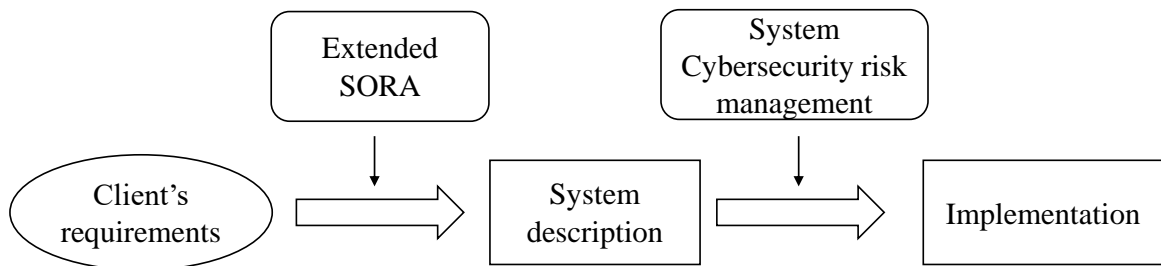 Extended
SORA
System
Cybersecurity risk
management
Client's
requirements
System
description
Implementation